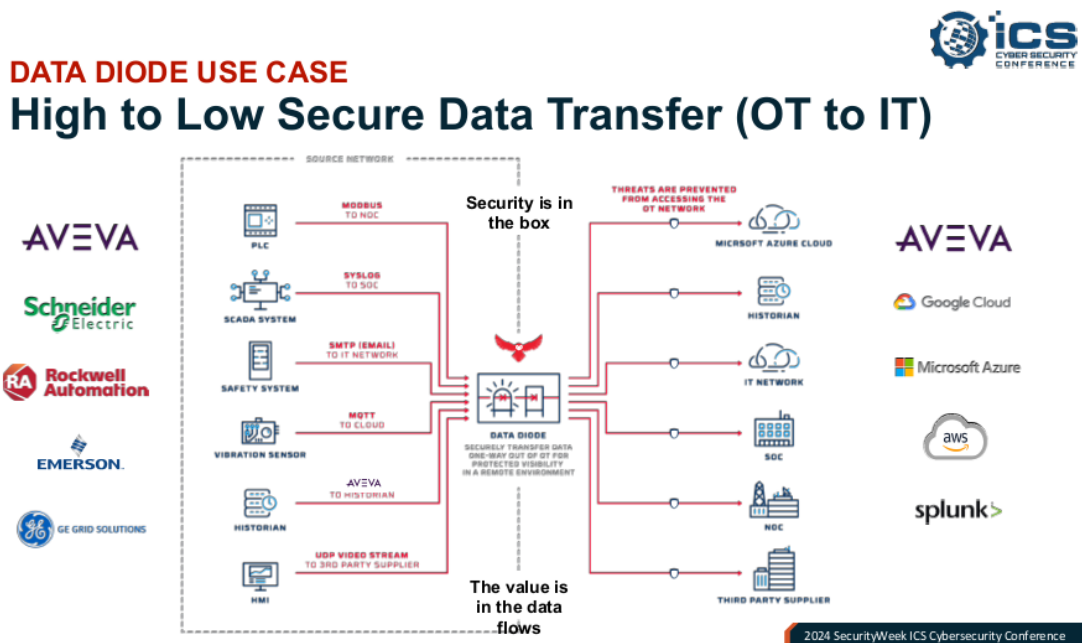 iCS
CYBER SECURITY
CONFERENCE
DATA DIODE USE CASE
High to Low Secure Data Transfer (OT to IT)
SOURCE NETWORK
AVEVA
Schneider
Electric
RA Rockwell
Automation
EMERSON.
GE GRID SOLUTIONS
PLC
MODBUS
TO NOC
SCADA SYSTEM
SYSLOG
TO SOC
SAFETY SYSTEM
SMTP (EMAIL)
TO IT NETWORK
VIBRATION SENSOR
MQTT
TO CLOUD
HISTORIAN
AVEVA
TO HISTORIAN
HMI
UDP VIDEO STREAM
TO 3RD PARTY SUPPLIER
Security is in
the box
DATA DIODE
SECURELY TRANSFER DATA
ONE-WAY OUT OF OT FOR
PROTECTED VISIBILITY
IN A REMOTE ENVIRONMENT
The value is
in the data
flows
THREATS ARE PREVENTED
FROM ACCESSING THE
OT NETWORK
MICRSOFT AZURE CLOUD
HISTORIAN
IT NETWORK
SOC
NOC
THIRD PARTY SUPPLIER
AVEVA
Google Cloud
Microsoft Azure
aws
splunk>
2024 SecurityWeek ICS Cybersecurity Conference